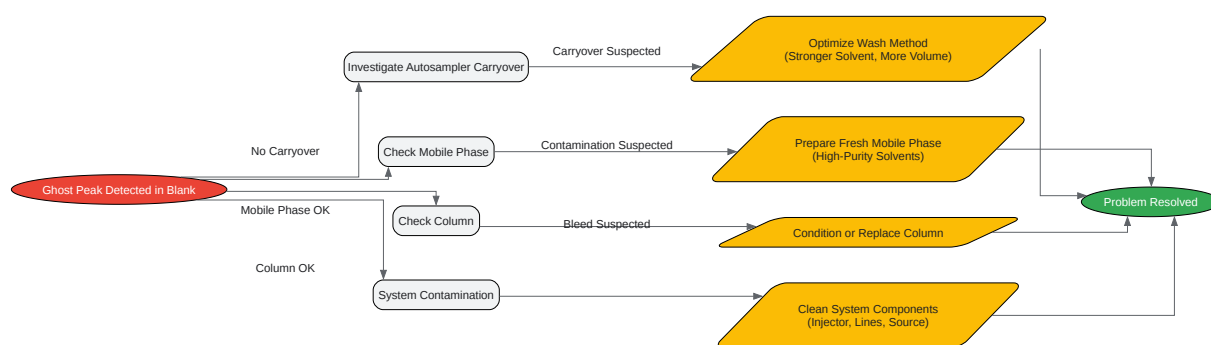 Ghost Peak Detected in Blank
No Carryover
Mobile Phase OK
Column OK
Investigate Autosampler Carryover
Check Mobile Phase
Check Column
System Contamination
Carryover Suspected
Contamination Suspected
Bleed Suspected
Optimize Wash Method
(Stronger Solvent, More Volume)
Prepare Fresh Mobile Phase
(High-Purity Solvents)
Condition or Replace Column
Clean System Components
(Injector, Lines, Source)
Problem Resolved